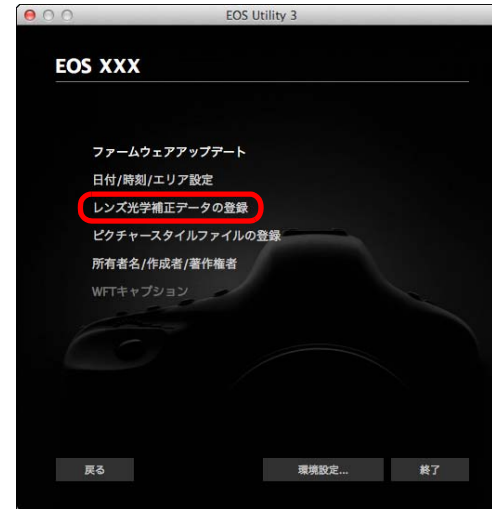 EOS Utility 3
EOS XXX
ファームウェアアップデート
日付/時刻/エリア設定
レンズ光学補正データの登録
ピクチャースタイルファイルの登録
所有者名/作成者/著作権者
WFTキャプション
戻る 環境設定... 終了